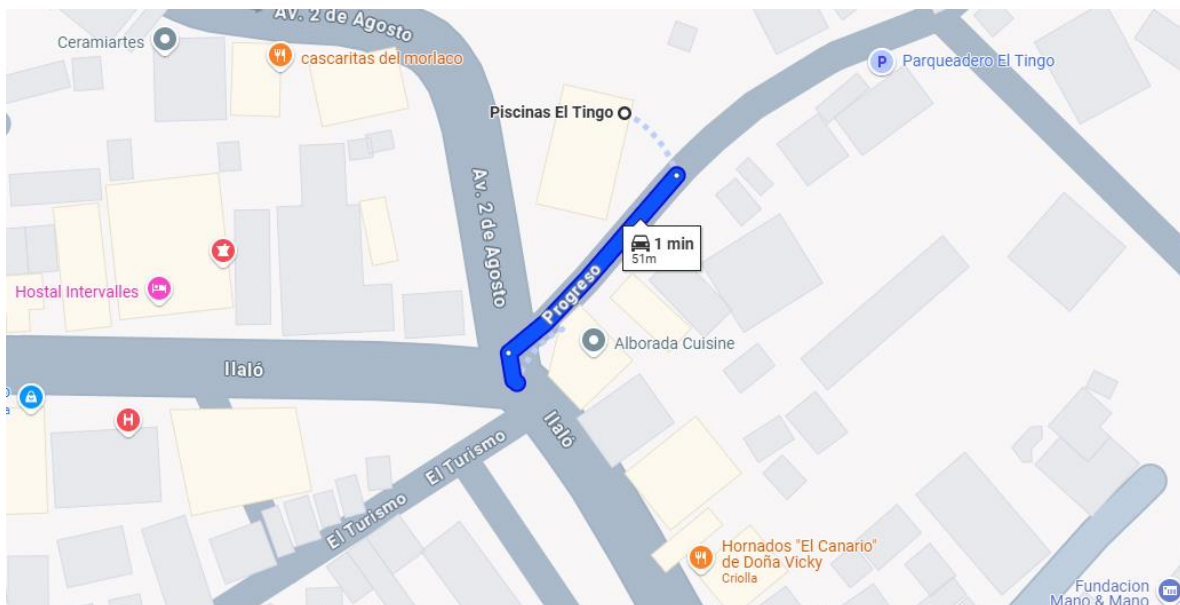 Av. 2 de Agosto
Ceramiartes
cascaritas del morlaco
P
Parqueadero El Tingo
Piscinas El Tingo
Av. 2 de Agosto
1 min
51m
Hostal Intervalles
Progreso
Alborada Cuisine
Ilaló
H
Ilaló
El Turismo
El Turismo
Hornados "El Canario"
de Doña Vicky
Criolla
Fundacion
Mano & Mano